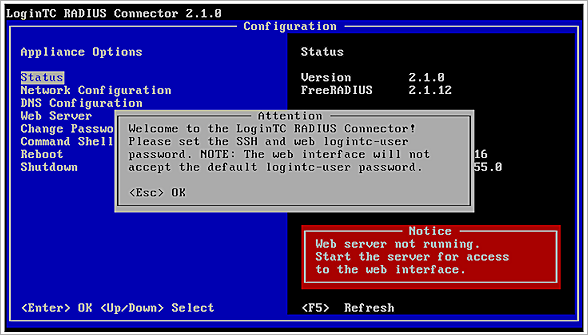 LoginTC RADIUS Connector 2.1.0
Configuration
Appliance Options
Status
Network Configuration
DNS Configuration
Web Server
Change Passwo
Command Shell
Reboot
Shutdown
Status
Version 2.1.0
FreeRADIUS 2.1.12
16
55.0
Attention
Welcome to the LoginTC RADIUS Connector!
Please set the SSH and web logintc-user
password. NOTE: The web interface will not
accept the default logintc-user password.
<Esc> OK
Notice
Web server not running.
Start the server for access
to the web interface.
<Enter> OK <Up/Down> Select
<F5> Refresh